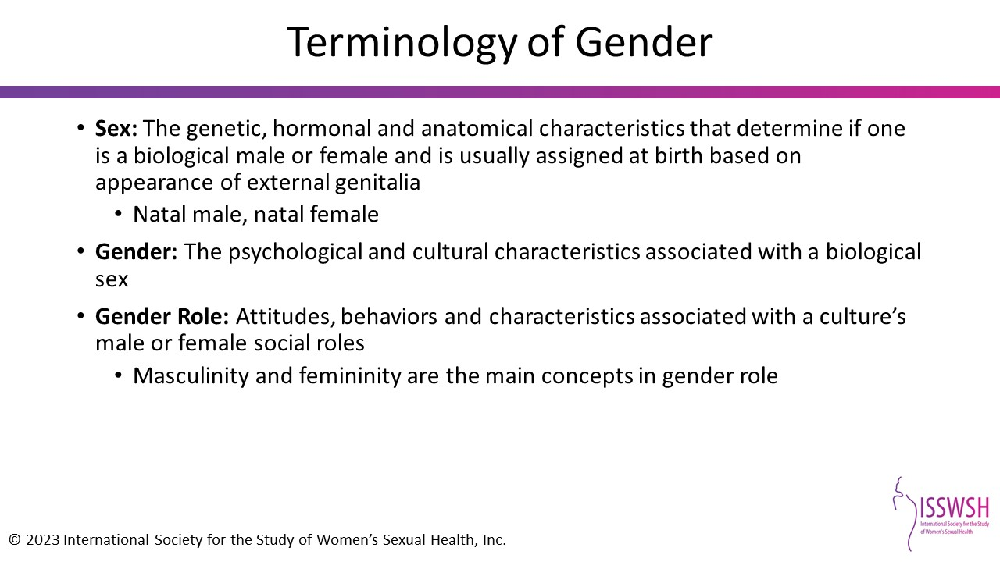 Terminology of Gender
• Sex: The genetic, hormonal and anatomical characteristics that determine if one
is a biological male or female and is usually assigned at birth based on
appearance of external genitalia
• Natal male, natal female
• Gender: The psychological and cultural characteristics associated with a biological
sex
• Gender Role: Attitudes, behaviors and characteristics associated with a culture’s
male or female social roles
• Masculinity and femininity are the main concepts in gender role
ISSWSH
International Society for the Study
of Women's Sexual Health
© 2023 International Society for the Study of Women’s Sexual Health, Inc.